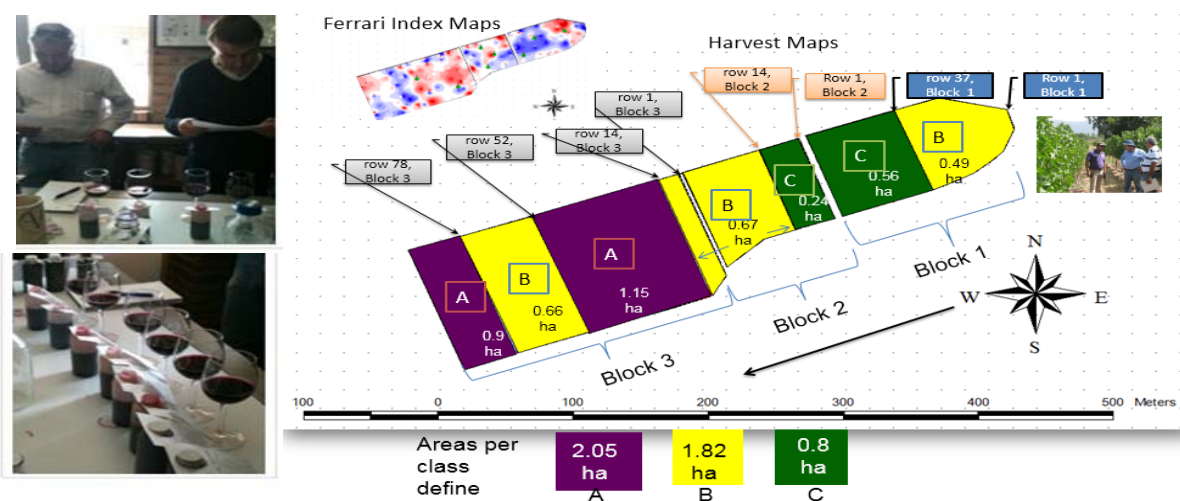 Ferrari Index Maps
Harvest Maps
row 14,
Block 2
Row 1,
Block 2
row 37,
Block 1
Row 1,
Block 1
row 1,
Block 3
row 14,
Block 3
row 52,
Block 3
row 78,
Block 3
A
0.9
ha
B
0.66
ha
A
1.15
ha
B
0.67
ha
C
0.24
ha
C
0.56
ha
B
0.49
ha
Block 1
Block 2
Block 3
N
W
E
S
100
0
100
200
300
400
500
Meters
Areas per
class
define
2.05
ha
A
1.82
ha
B
0.8
ha
C